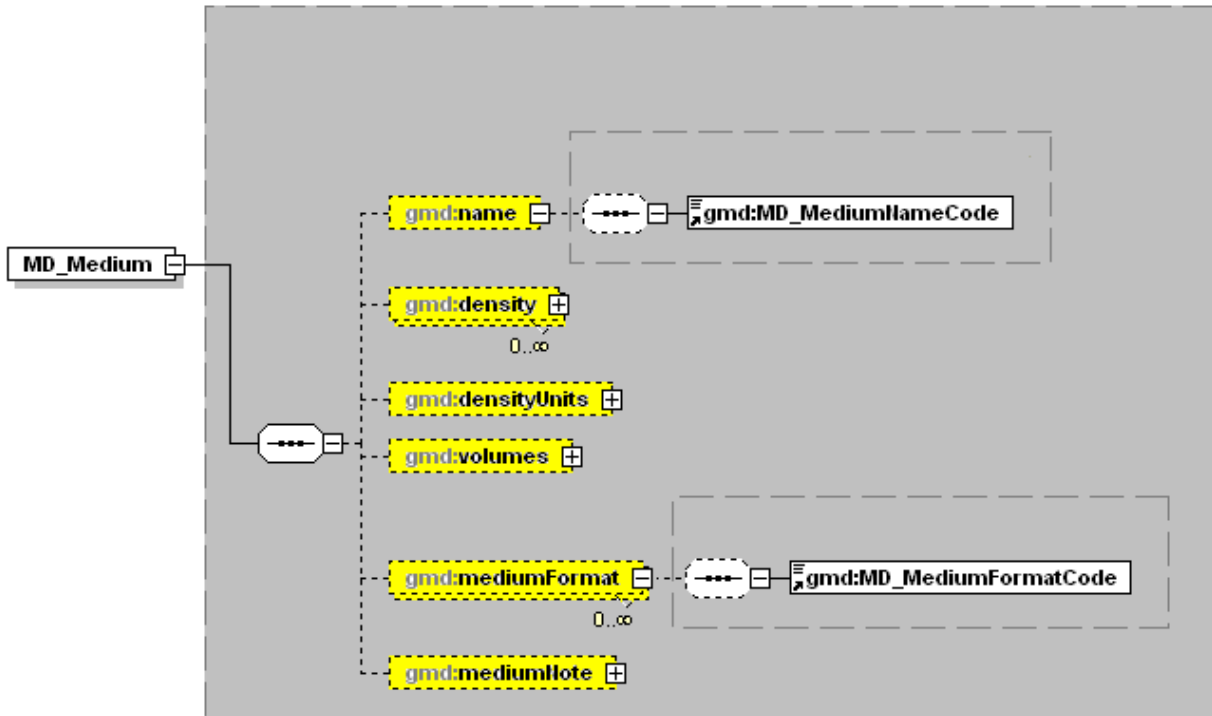 gmd:name
gmd:MD_MediumNameCode
MD_Medium
gmd:density
0..∞
gmd:densityUnits
gmd:volumes
gmd:mediumFormat
gmd:MD_MediumFormatCode
0..∞
gmd:mediumNote